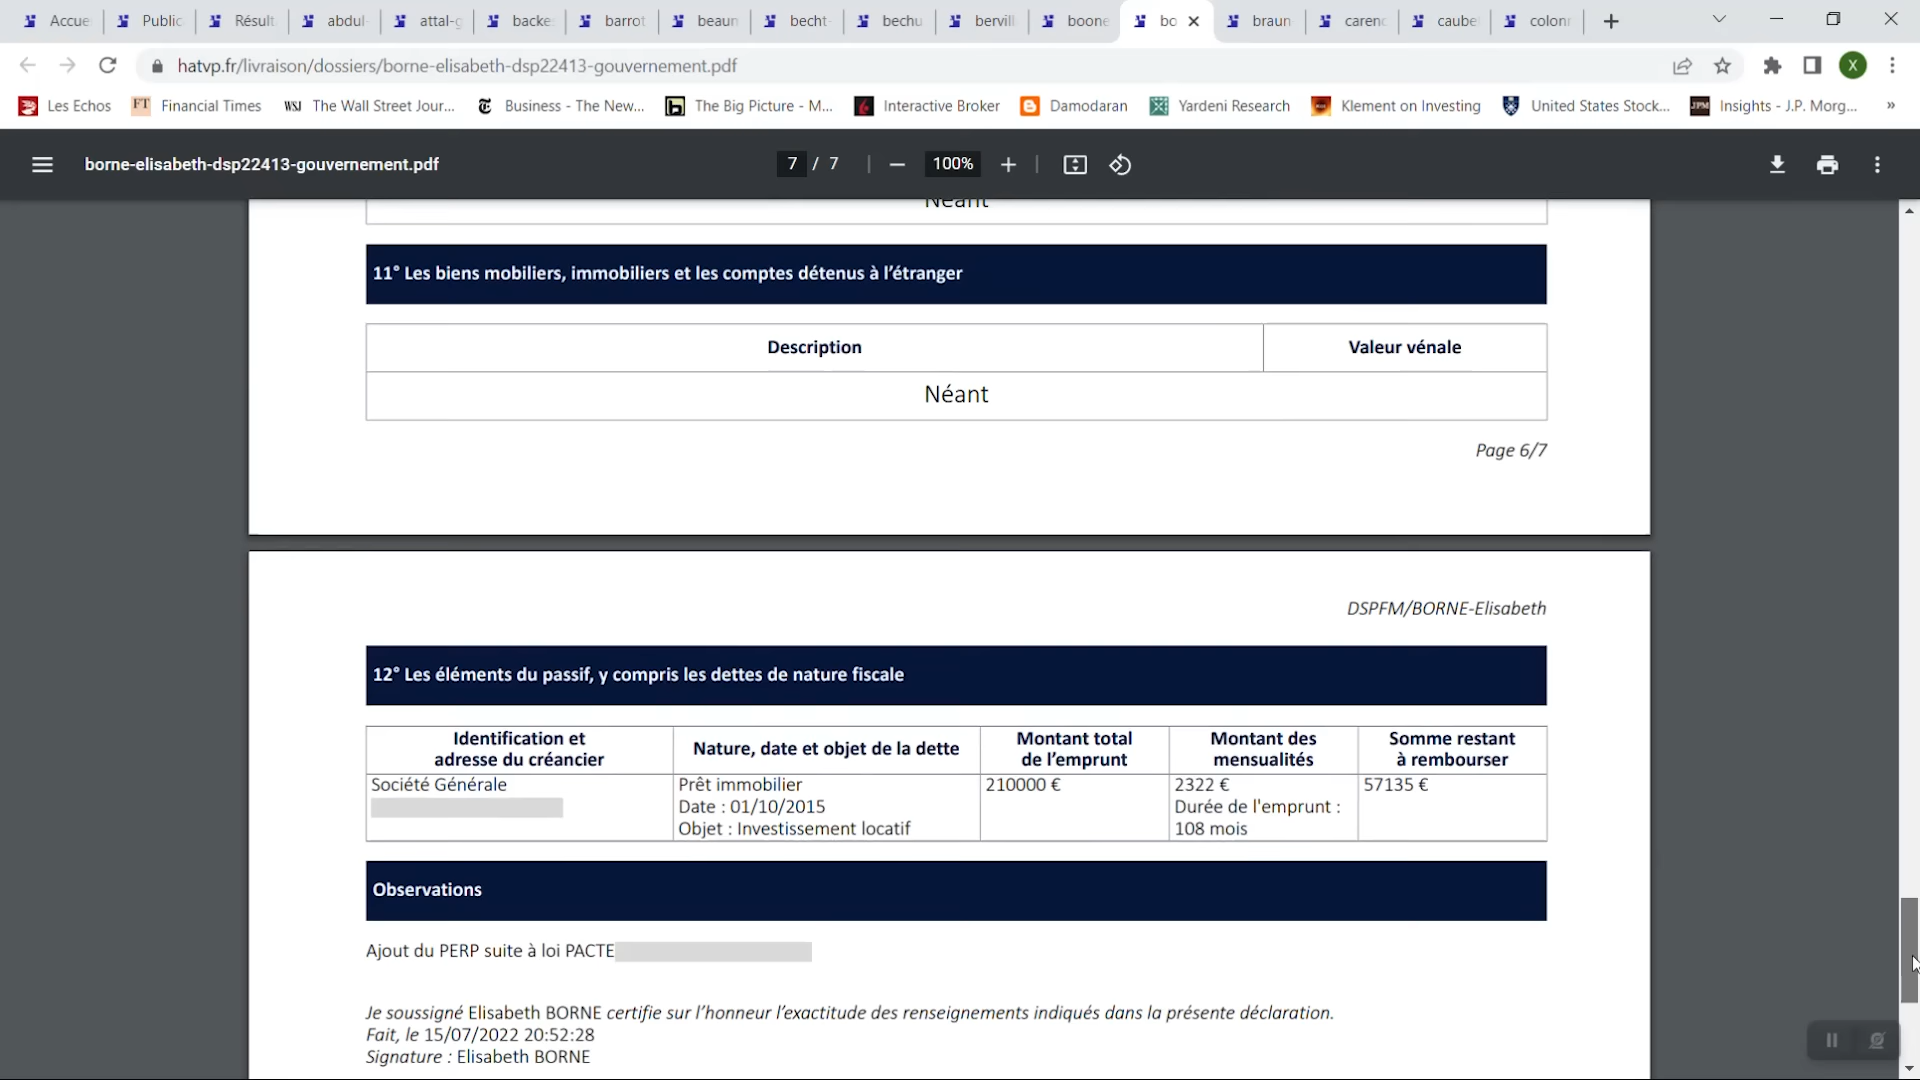 Accue
Public
Résult
abdul-
attal-g
backe
barrot
beaun
becht-
bechu
bervill
boone
bo
braun
carenc
caube
colonn
hatvp.fr/livraison/dossiers/borne-elisabeth-dsp22413-gouvernement.pdf
X
Les Echos
FT Financial Times
WSJ The Wall Street Jour...
Business - The New...
The Big Picture - M...
Interactive Broker
Damodaran
Yardeni Research
Klement on Investing
United States Stock...
JPM Insights - J.P. Morg...
»
borne-elisabeth-dsp22413-gouvernement.pdf
7 / 7
100%
Néant
11° Les biens mobiliers, immobiliers et les comptes détenus à l’étranger
Description
Valeur vénale
Néant
Page 6/7
DSPFM/BORNE-Elisabeth
12° Les éléments du passif, y compris les dettes de nature fiscale
Identification et
adresse du créancier
Nature, date et objet de la dette
Montant total
de l’emprunt
Montant des
mensualités
Somme restant
à rembourser
Société Générale
Prêt immobilier
Date : 01/10/2015
Objet : Investissement locatif
210000 €
2322 €
Durée de l'emprunt :
108 mois
57135 €
Observations
Ajout du PERP suite à loi PACTE
Je soussigné Elisabeth BORNE certifie sur l’honneur l’exactitude des renseignements indiqués dans la présente déclaration.
Fait, le 15/07/2022 20:52:28
Signature : Elisabeth BORNE